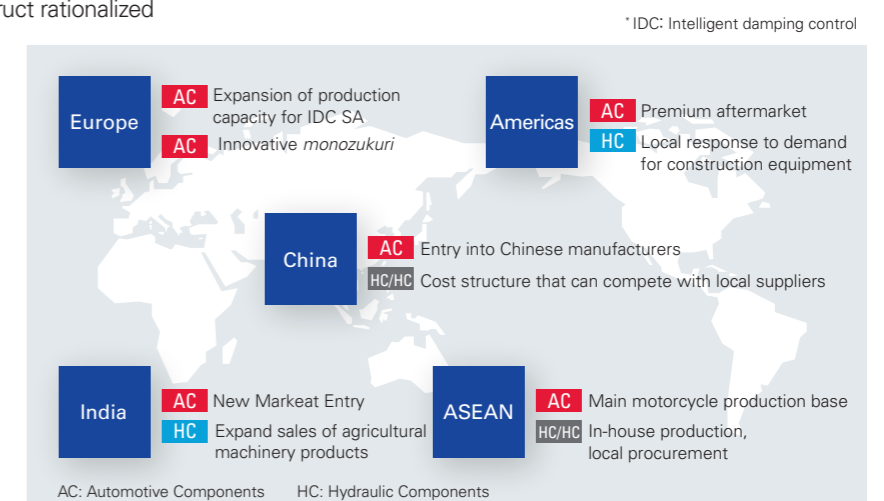 ruct rationalized
* IDC: Intelligent damping control
Europe
AC Expansion of production
capacity for IDC SA
AC Innovative monozukuri
Americas
AC Premium aftermarket
HC Local response to demand
for construction equipment
China
AC Entry into Chinese manufacturers
HC/HC Cost structure that can compete with local suppliers
India
AC New Markeat Entry
HC Expand sales of agricultural
machinery products
ASEAN
AC Main motorcycle production base
HC/HC In-house production,
local procurement
AC: Automotive Components HC: Hydraulic Components